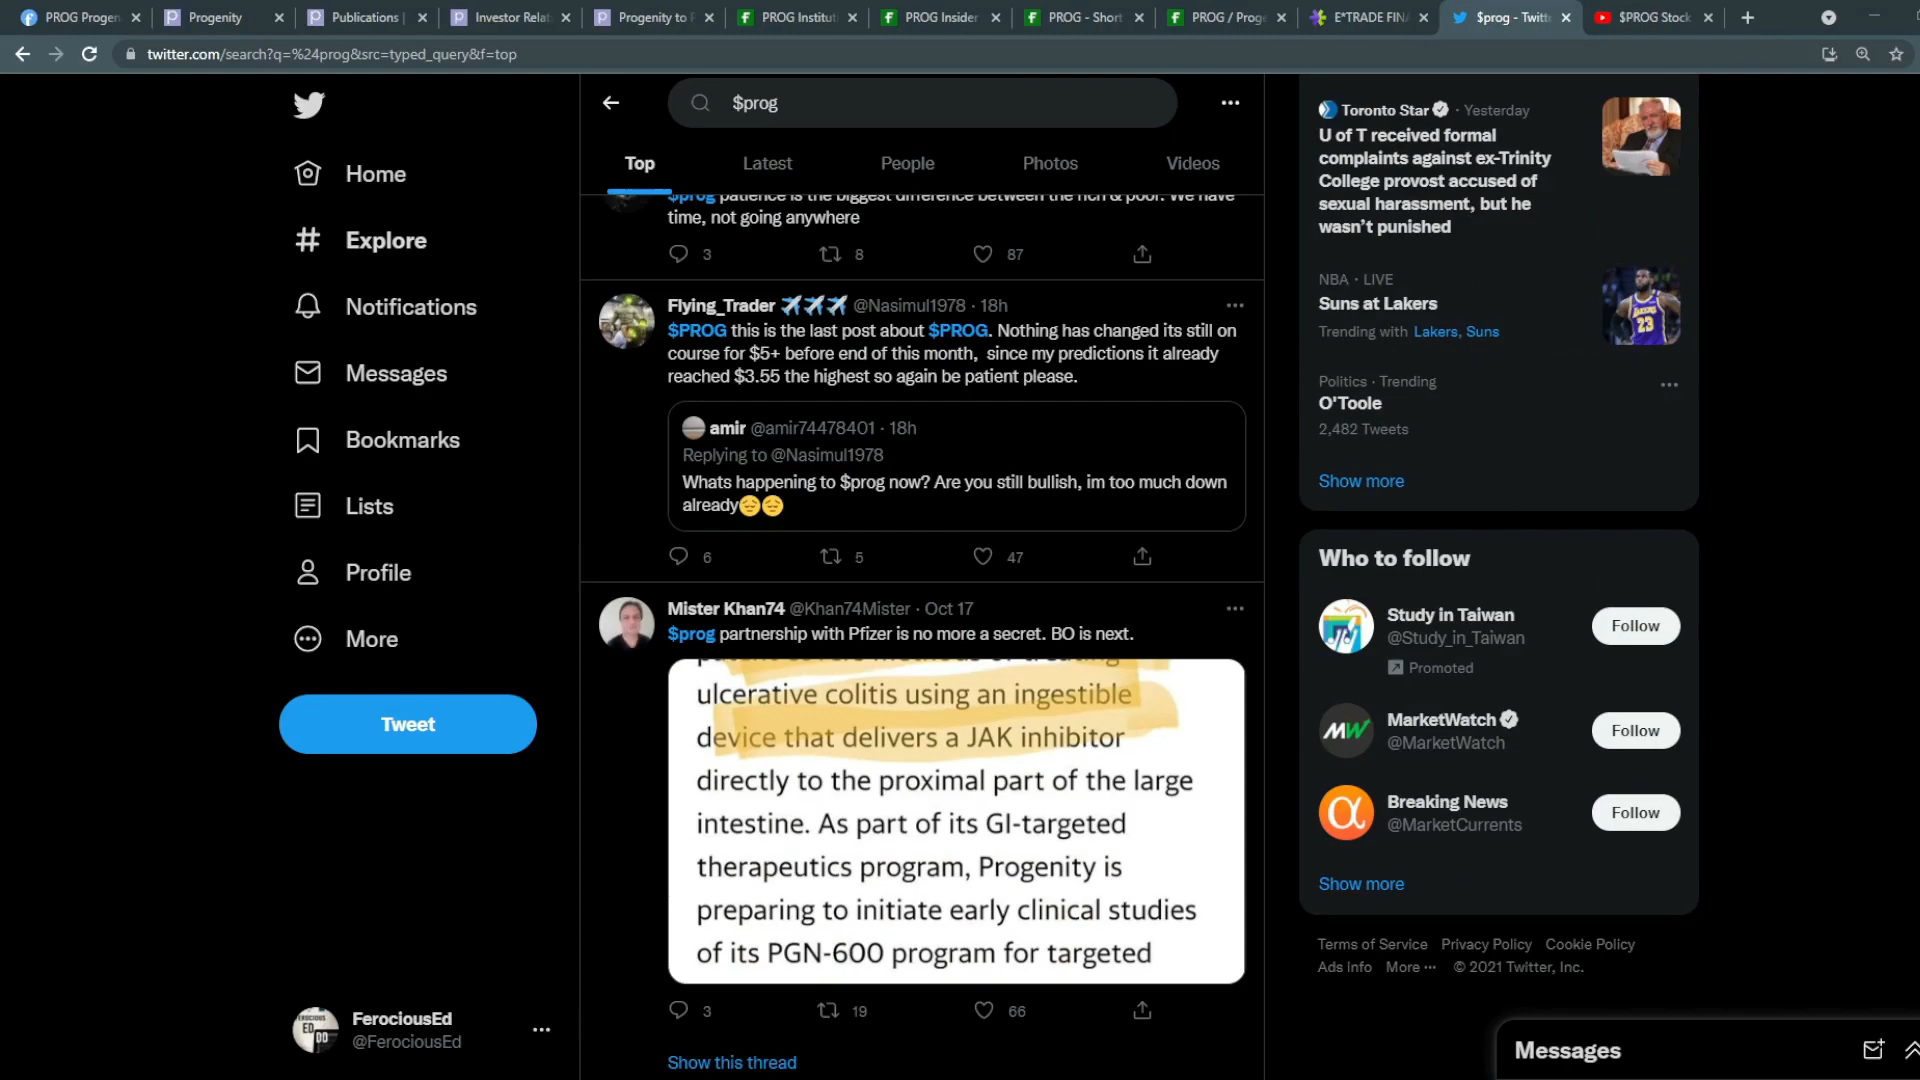 PROG Progen
Progenity
Publications |
Investor Relat
Progenity to P
PROG Institut
PROG Insider
PROG - Short
PROG / Proge
E*TRADE FIN
$prog - Twitt
$PROG Stock
twitter.com/search?q=%24prog&src=typed_query&f=top
$prog
Top
Latest
People
Photos
Videos
Home
Explore
Notifications
Messages
Bookmarks
Lists
Profile
More
Tweet
FerociousEd
@FerociousEd
$prog patience is the biggest difference between the rich & poor. We have
time, not going anywhere
3
8
87
Flying_Trader ✈✈✈ @Nasimul1978 · 18h
$PROG this is the last post about $PROG. Nothing has changed its still on
course for $5+ before end of this month,  since my predictions it already
reached $3.55 the highest so again be patient please.
amir @amir74478401 · 18h
Replying to @Nasimul1978
Whats happening to $prog now? Are you still bullish, im too much down
already😔😔
6
5
47
Mister Khan74 @Khan74Mister · Oct 17
$prog partnership with Pfizer is no more a secret. BO is next.
patent covers methods of treating
ulcerative colitis using an ingestible
device that delivers a JAK inhibitor
directly to the proximal part of the large
intestine. As part of its GI-targeted
therapeutics program, Progenity is
preparing to initiate early clinical studies
of its PGN-600 program for targeted
3
19
66
Show this thread
Toronto Star · Yesterday
U of T received formal
complaints against ex-Trinity
College provost accused of
sexual harassment, but he
wasn't punished
NBA · LIVE
Suns at Lakers
Trending with Lakers, Suns
23
Politics · Trending
O'Toole
2,482 Tweets
Show more
Who to follow
Study in Taiwan
@Study_in_Taiwan
Promoted
Follow
MarketWatch
@MarketWatch
Follow
MW
Breaking News
@MarketCurrents
Follow
Show more
Terms of Service Privacy Policy Cookie Policy
Ads info More ··· © 2021 Twitter, Inc.
Messages